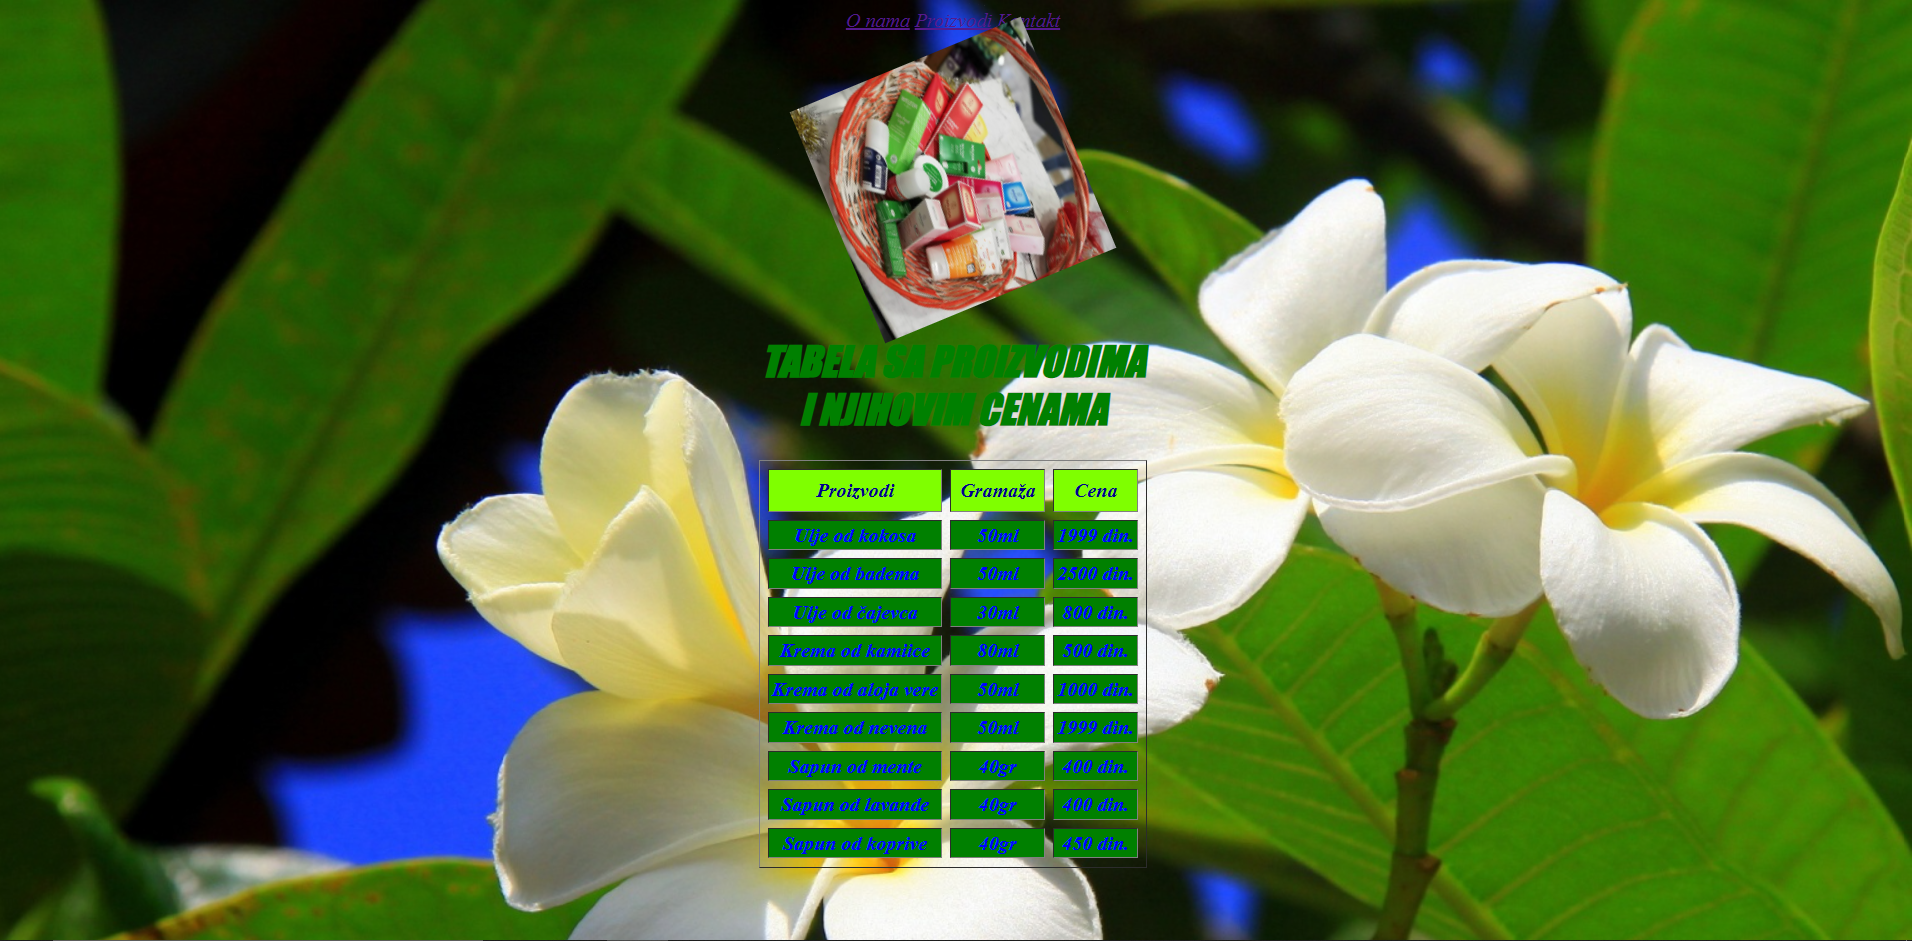 O nama Proizvodi Kontakt
TABELA SA PROIZVODIMA
I NJIHOVIM CENAMA
Proizvodi Gramaža Cena
Ulje od kokosa 50ml 1999 din.
Ulje od badema 50ml 2500 din.
Ulje od čajevca 30ml 800 din.
Krema od kamiice 80ml 500 din.
Krema od aloja vere 50ml 1000 din.
Krema od nevena 50ml 1999 din.
Sapun od mente 40gr 400 din.
Sapun od lavande 40gr 400 din.
Sapun od koprive 40gr 450 din.